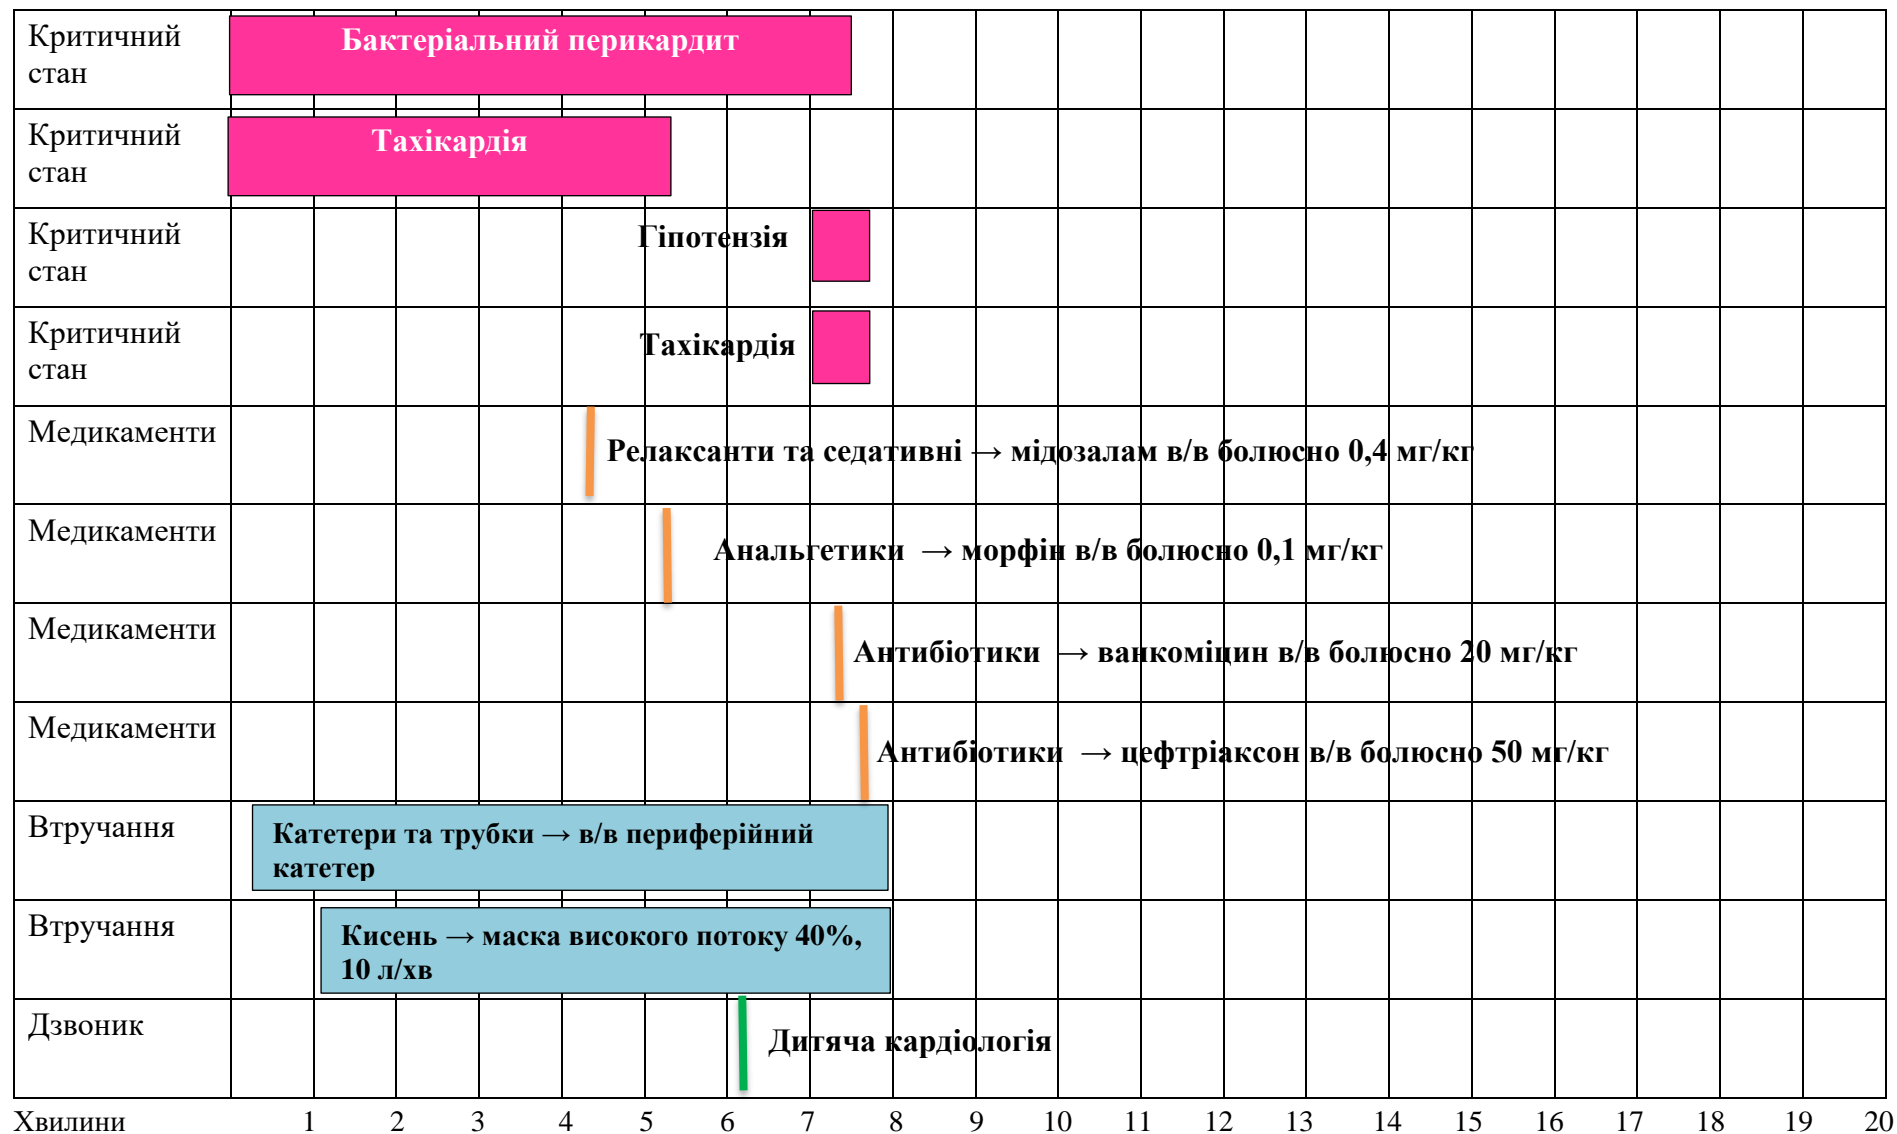 Критичний
стан
Бактеріальний перикардит
Критичний
стан
Тахікардія
Критичний
стан
Гіпотензія
Критичний
стан
Тахікардія
Медикаменти
Релаксанти та седативні → мідозалам в/в болюсно 0,4 мг/кг
Медикаменти
Анальгетики → морфін в/в болюсно 0,1 мг/кг
Медикаменти
Антибіотики → ванкоміцин в/в болюсно 20 мг/кг
Медикаменти
Антибіотики → цефтріаксон в/в болюсно 50 мг/кг
Втручання
Катетери та трубки → в/в периферійний
катетер
Втручання
Кисень → маска високого потоку 40%,
10 л/хв
Дзвоник
Дитяча кардіологія
Хвилини 1 2 3 4 5 6 7 8 9 10 11 12 13 14 15 16 17 18 19 20